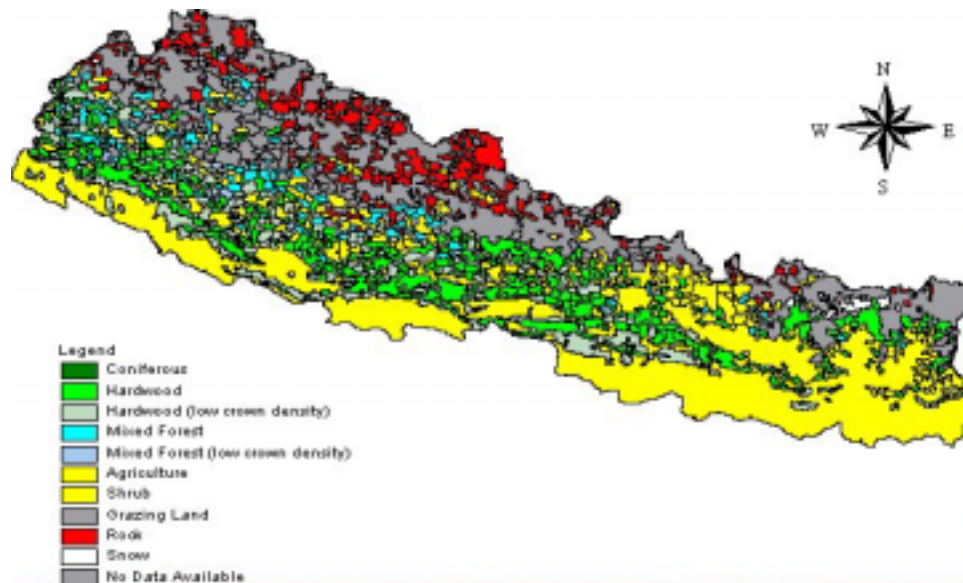 N
W E
S
Legend
Coniferous
Hardwood
Hardwood (low crown density)
Mixed Forest
Mixed Forest (low crown density)
Agriculture
Shrub
Grazing Land
Rock
Snow
No Data Available